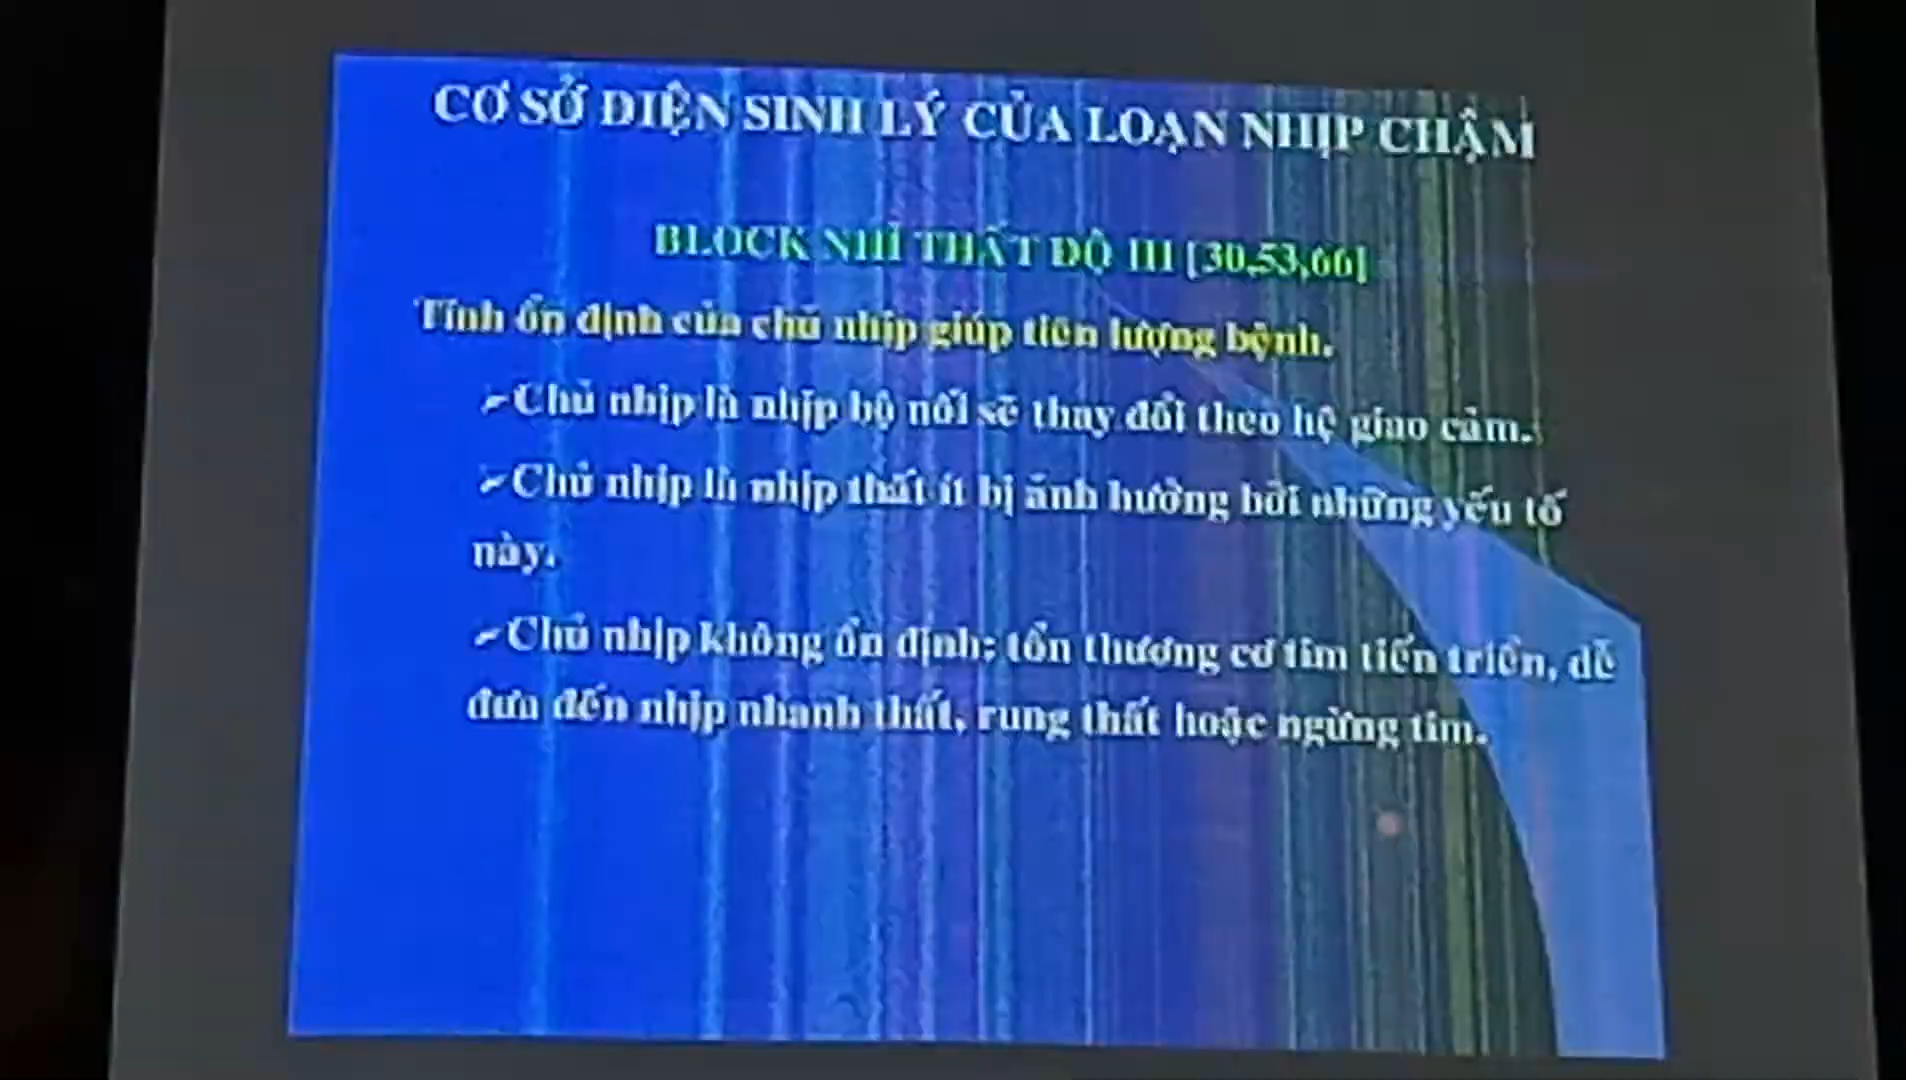 CƠ SỞ ĐIỆN SINH LÝ CỦA LOẠN NHỊP CHẬM
BLOCK NHĨ THẤT ĐỘ III [30,53,66]
Tính ổn định của chủ nhịp giúp tiên lượng bệnh.
➢Chủ nhịp là nhịp bộ nối sẽ thay đổi theo hệ giao cảm.
➢Chủ nhịp là nhịp thất ít bị ảnh hưởng bởi những yếu tố
này.
➢Chủ nhịp không ổn định: tổn thương cơ tim tiến triển, dễ
đưa đến nhịp nhanh thất, rung thất hoặc ngừng tim.